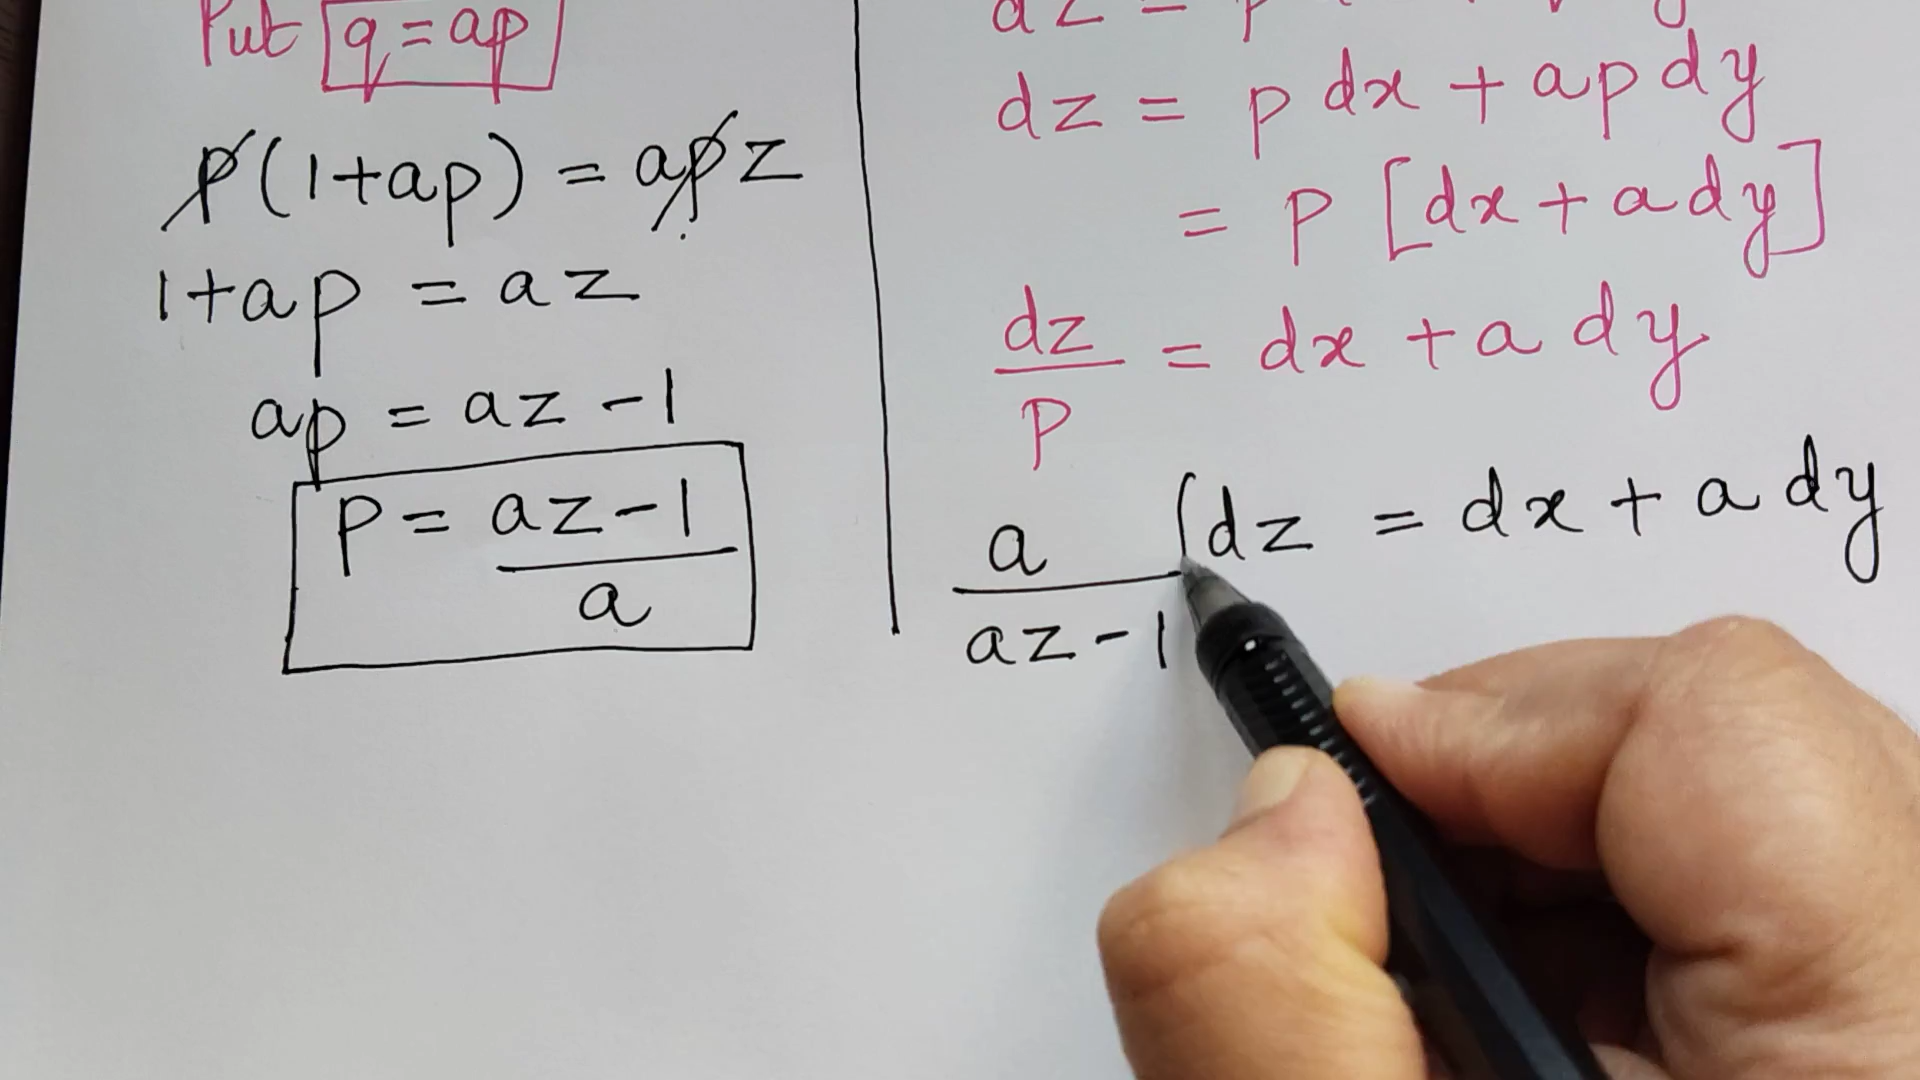 Put q = ap
p(1+ap) = apz
1+ap = az
ap = az - 1
P = az - 1
a
dz = p
dz = p dx + ap dy
= p [dx + a dy]
dz = dx + a dy
P
a ∫dz = dx + a dy
az - 1